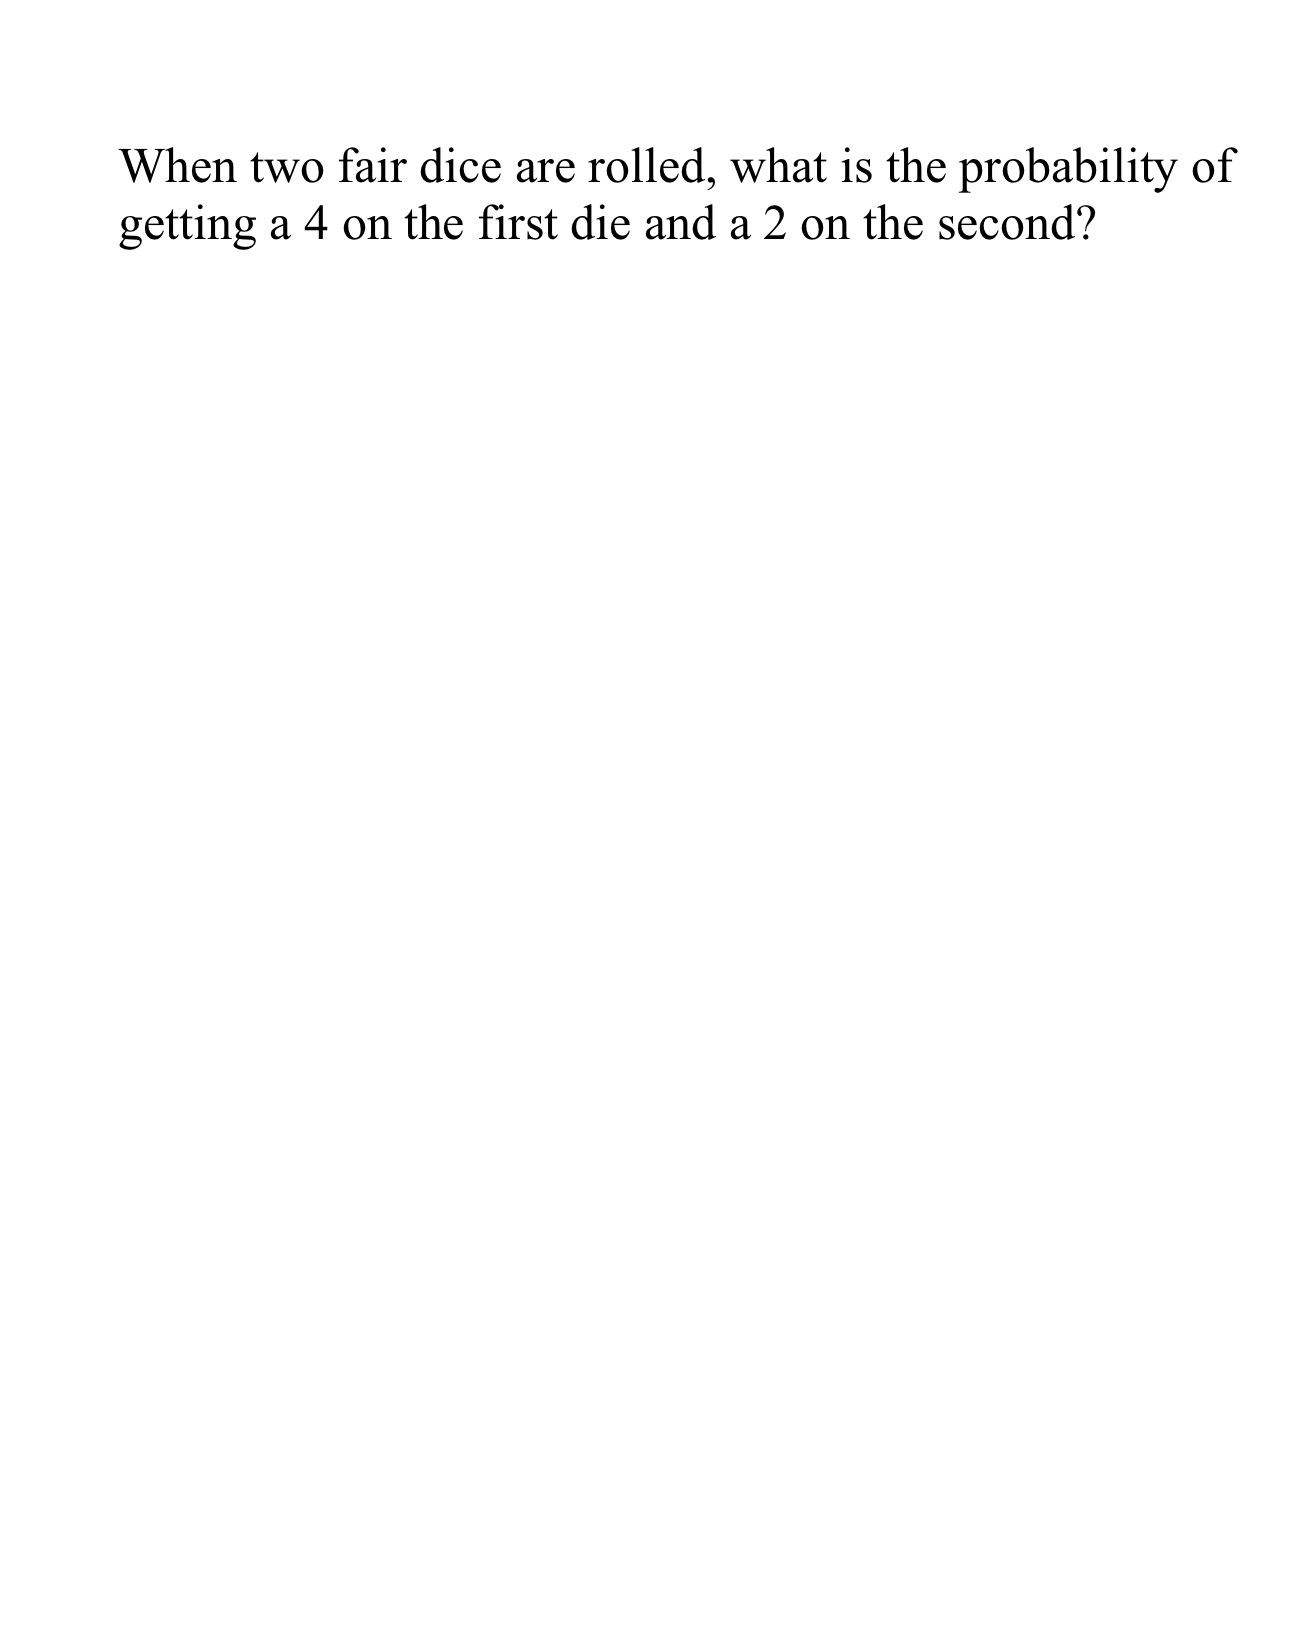 When two fair dice are rolled, what is the probability of
getting a 4 on the first die and a 2 on the second?